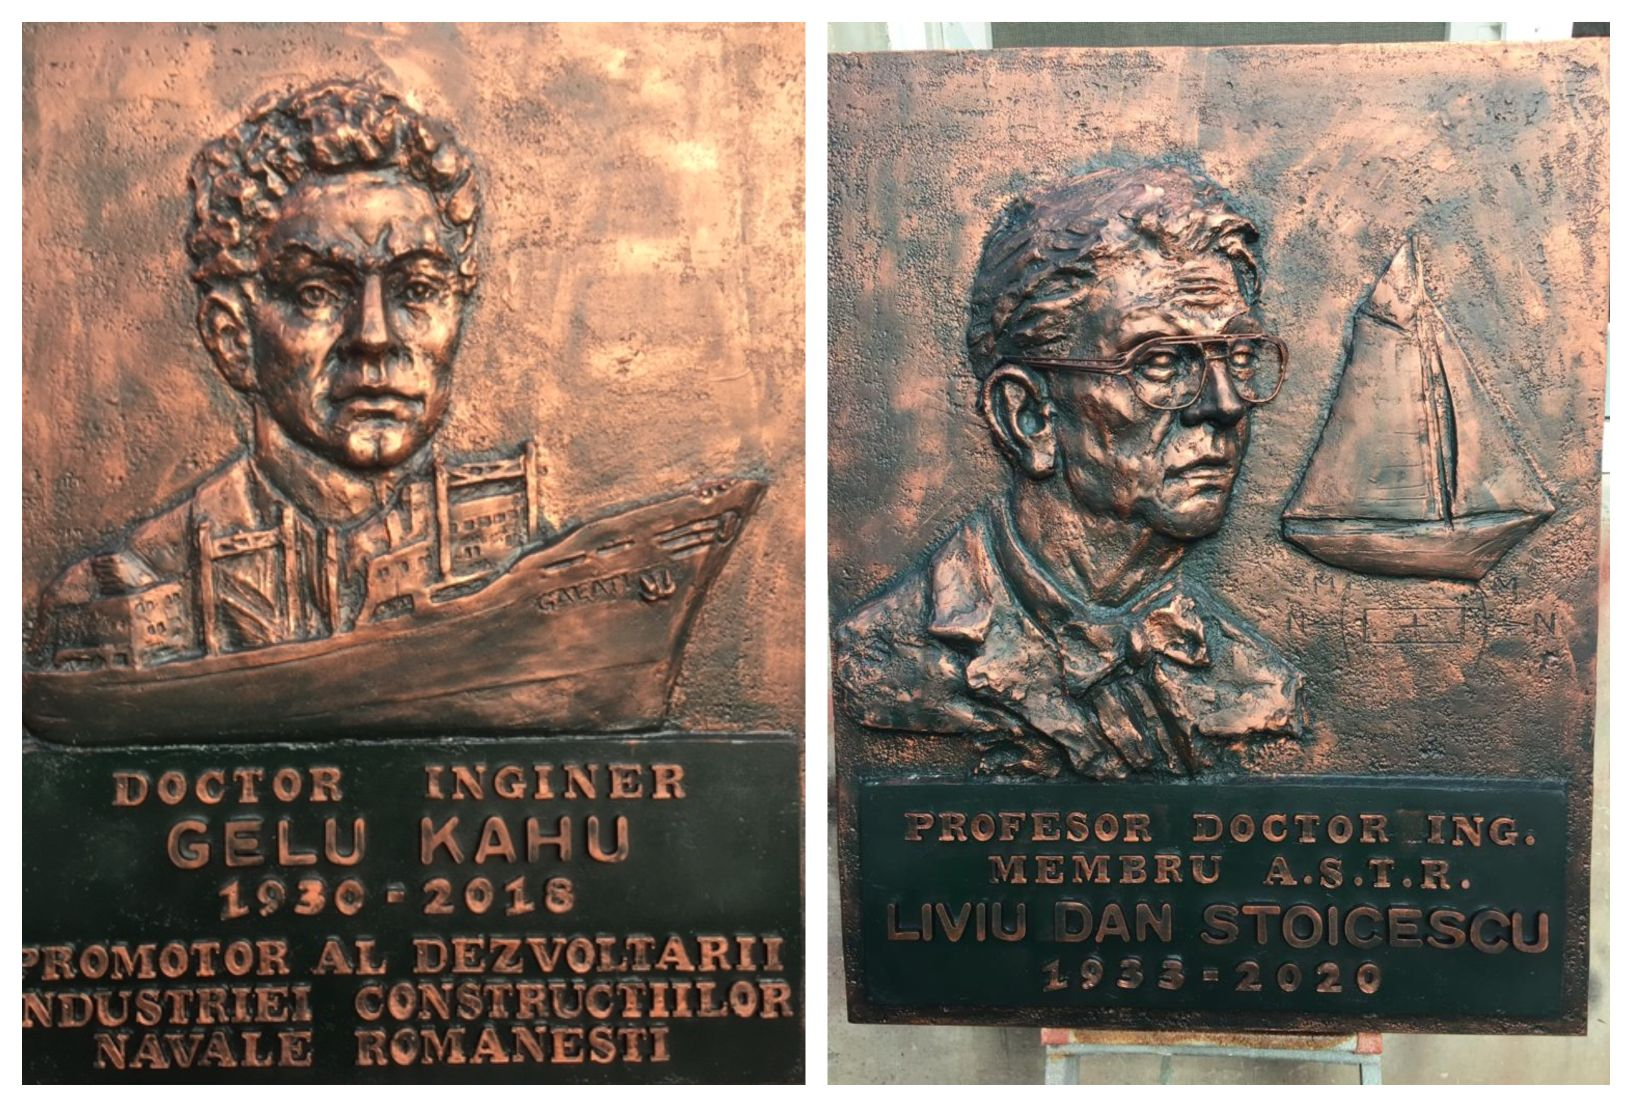 GALATI
DOCTOR INGINER
GELU KAHU
1930-2018
PROMOTOR AL DEZVOLTARII
INDUSTRIEI CONSTRUCTIILOR
NAVALE ROMANESTI
M M
N N
PROFESOR DOCTOR ING.
MEMBRU A.S.T.R.
LIVIU DAN STOICESCU
1933-2020